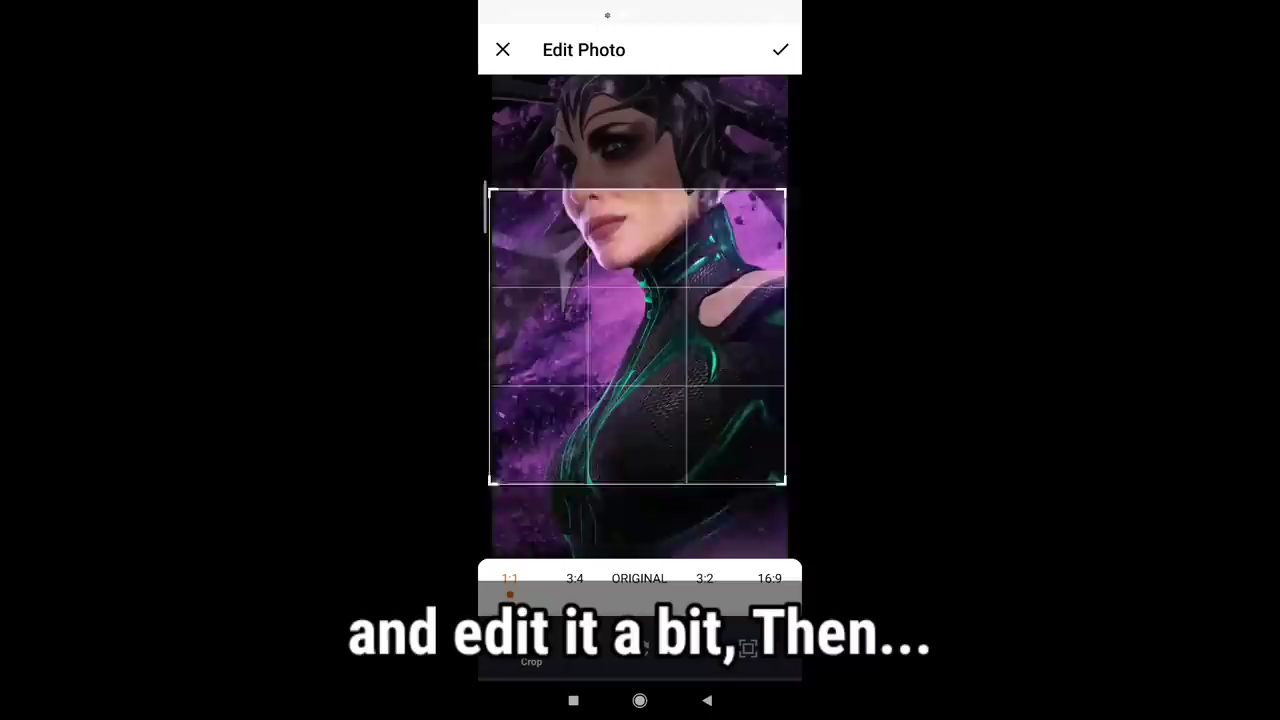 Edit Photo
1:1 3:4 ORIGINAL 3:2 16:9
and edit it a bit, Then...
Crop